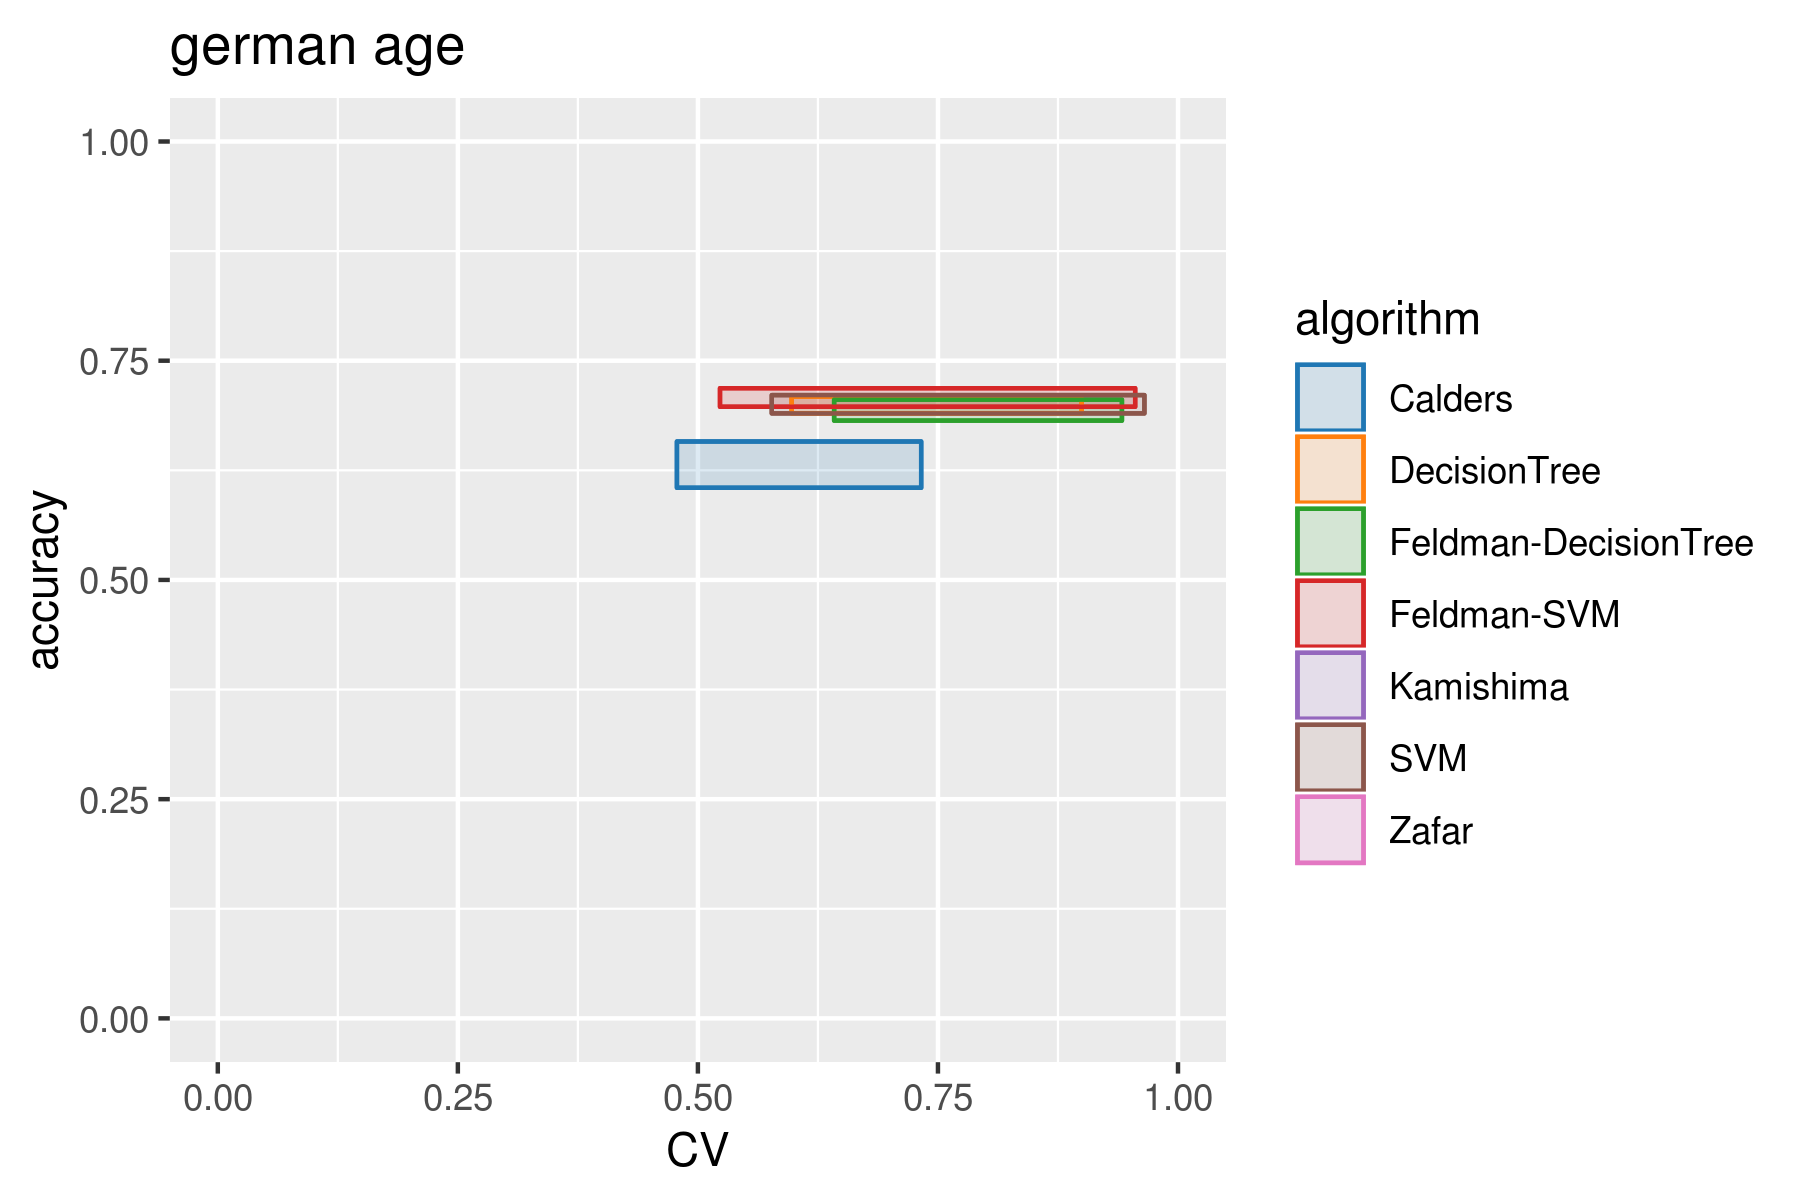 german age
1.00
0.75
0.50
0.25
0.00
accuracy
0.00 0.25 0.50 0.75 1.00
CV
algorithm
Calders
DecisionTree
Feldman-DecisionTree
Feldman-SVM
Kamishima
SVM
Zafar